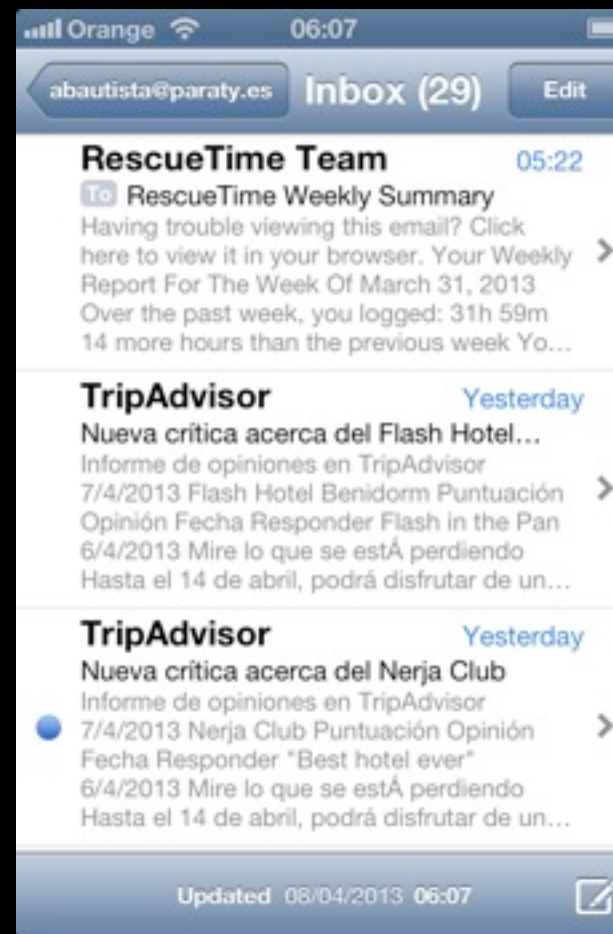 Orange 06:07
abautista@paraty.es Inbox (29) Edit
RescueTime Team 05:22
To RescueTime Weekly Summary
Having trouble viewing this email? Click
here to view it in your browser. Your Weekly
Report For The Week Of March 31, 2013
Over the past week, you logged: 31h 59m
14 more hours than the previous week Yo...
TripAdvisor Yesterday
Nueva crítica acerca del Flash Hotel...
Informe de opiniones en TripAdvisor
7/4/2013 Flash Hotel Benidorm Puntuación
Opinión Fecha Responder Flash in the Pan
6/4/2013 Mire lo que se estÁ perdiendo
Hasta el 14 de abril, podrá disfrutar de un...
TripAdvisor Yesterday
Nueva crítica acerca del Nerja Club
Informe de opiniones en TripAdvisor
7/4/2013 Nerja Club Puntuación Opinión
Fecha Responder "Best hotel ever"
6/4/2013 Mire lo que se estÁ perdiendo
Hasta el 14 de abril, podrá disfrutar de un...
Updated 08/04/2013 06:07